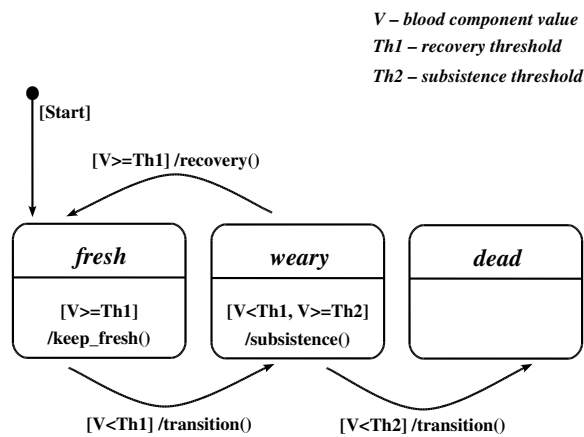 V – blood component value
Th1 – recovery threshold
Th2 – subsistence threshold
[Start]
[V>=Th1] /recovery()
fresh
weary
dead
[V>=Th1]
/keep_fresh()
[V<Th1, V>=Th2]
/subsistence()
[V<Th1] /transition()
[V<Th2] /transition()